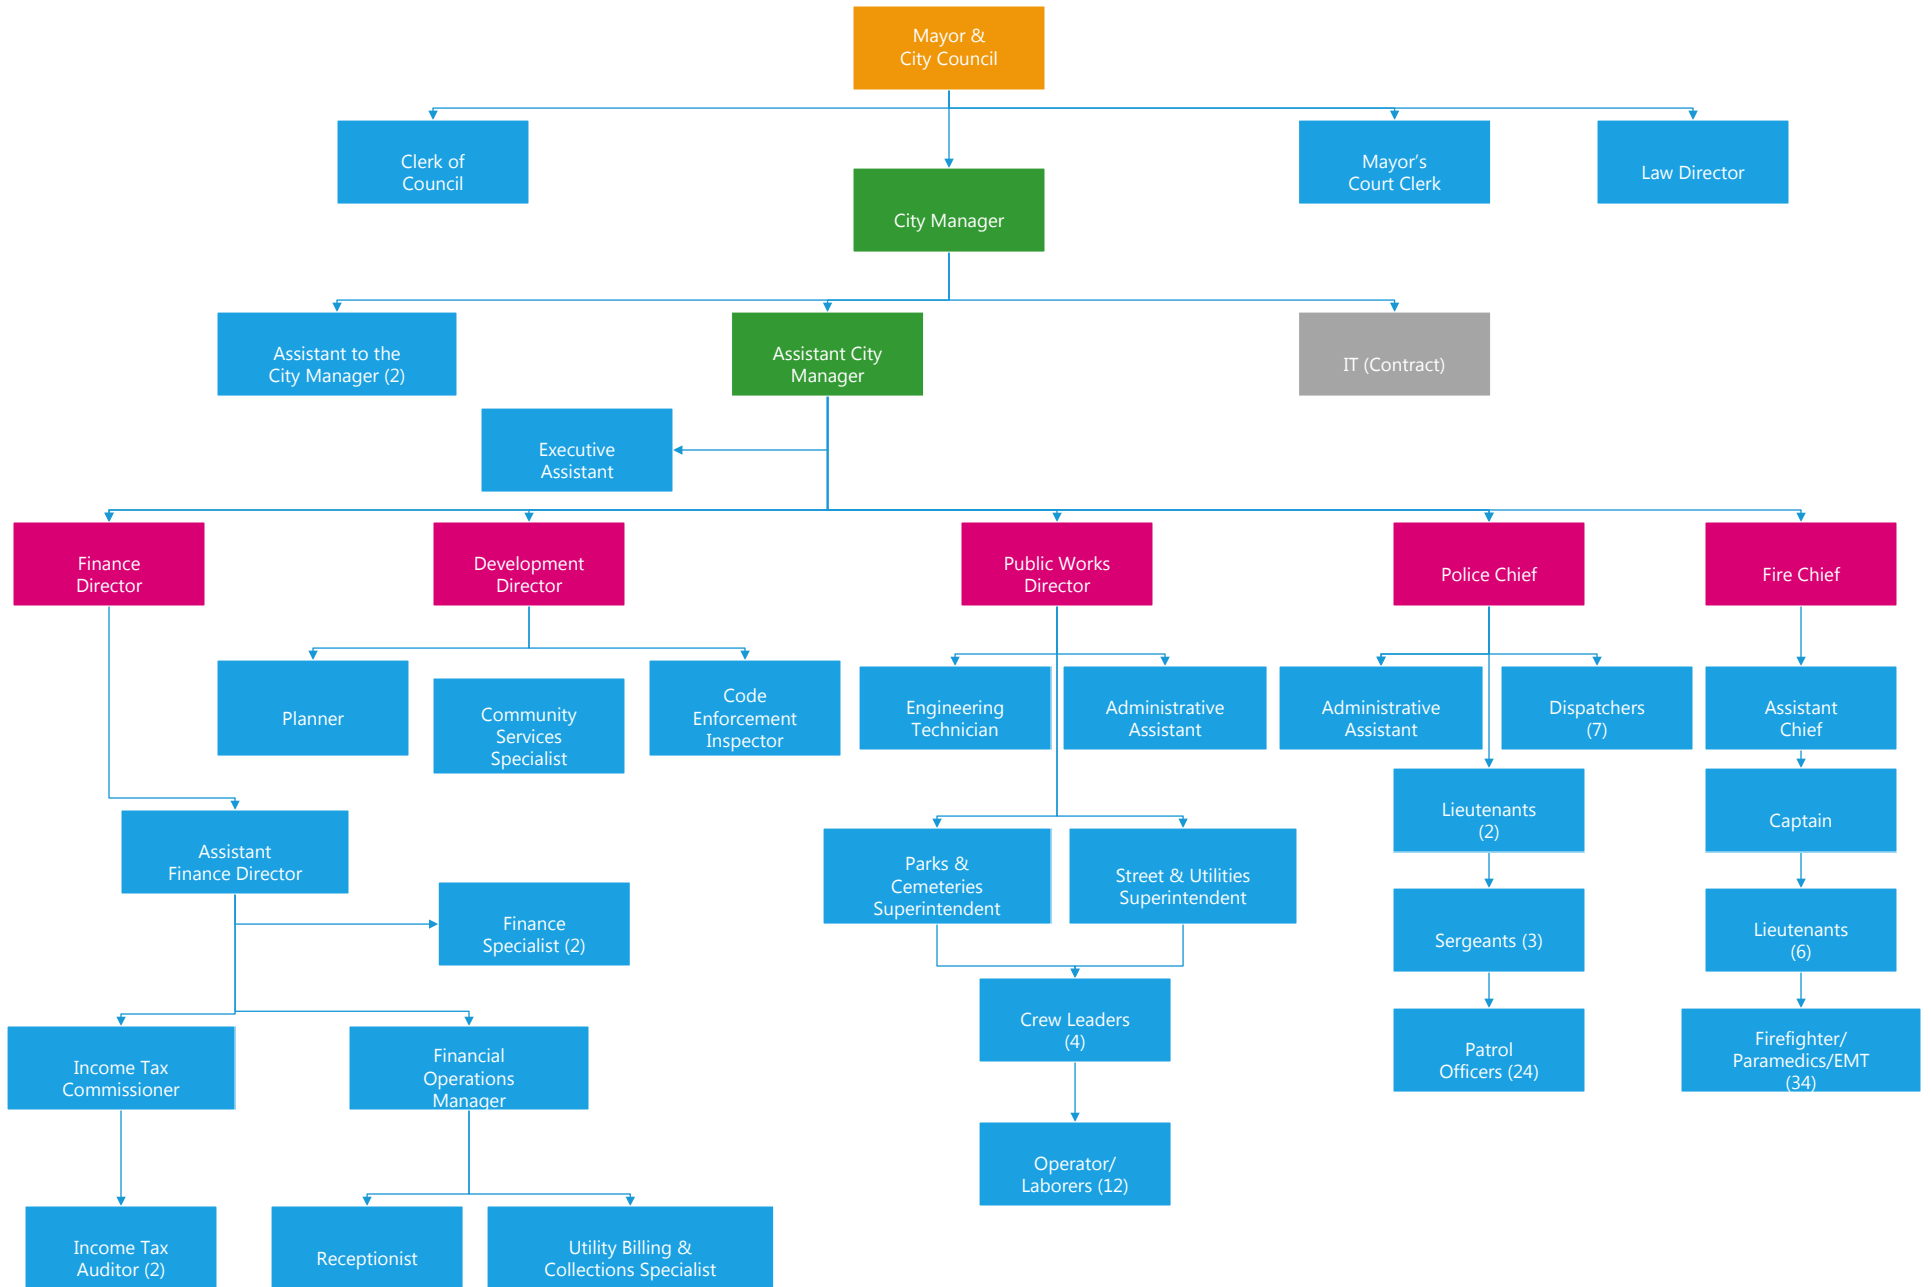 Mayor &
City Council
Clerk of
Council
Mayor's
Court Clerk
Law Director
City Manager
Assistant to the
City Manager (2)
Assistant City
Manager
IT (Contract)
Executive
Assistant
Finance
Director
Development
Director
Public Works
Director
Police Chief
Fire Chief
Planner
Community
Services
Specialist
Code
Enforcement
Inspector
Engineering
Technician
Administrative
Assistant
Administrative
Assistant
Dispatchers
(7)
Assistant
Chief
Lieutenants
(2)
Captain
Assistant
Finance Director
Parks &
Cemeteries
Superintendent
Street & Utilities
Superintendent
Finance
Specialist (2)
Sergeants (3)
Lieutenants
(6)
Crew Leaders
(4)
Patrol
Officers (24)
Firefighter/
Paramedics/EMT
(34)
Income Tax
Commissioner
Financial
Operations
Manager
Operator/
Laborers (12)
Income Tax
Auditor (2)
Receptionist
Utility Billing &
Collections Specialist